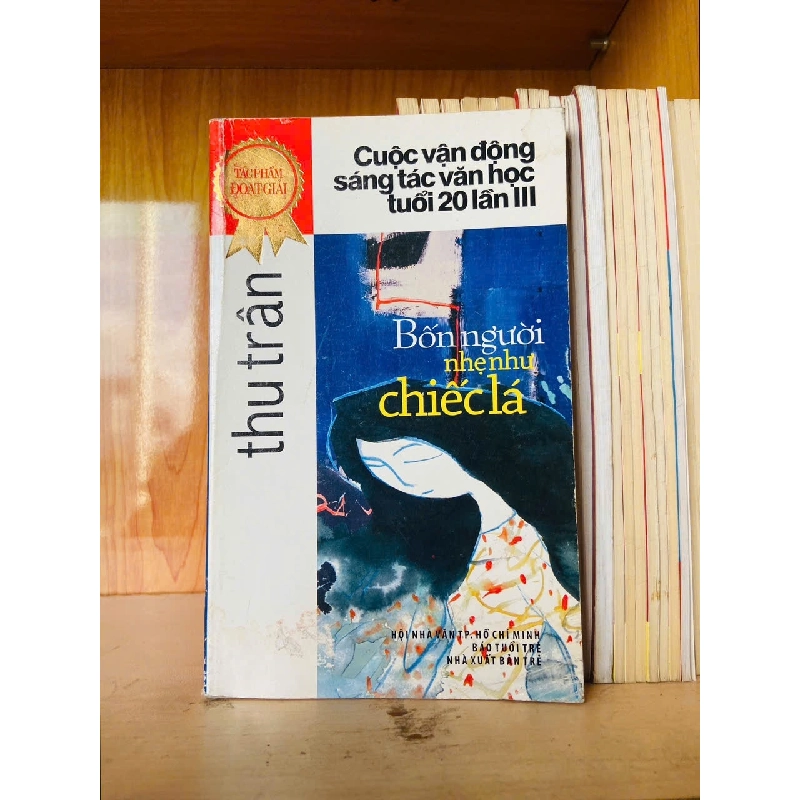 TÁC PHẨM
ĐOẠT GIẢI
Cuộc vận động
sáng tác văn học
tuổi 20 lần III
thu trân
Bốn người
nhẹ như
chiếc lá
HỘI NHÀ VĂN TP. HỒ CHÍ MINH
BÁO TUỔI TRẺ
NHÀ XUẤT BẢN TRẺ